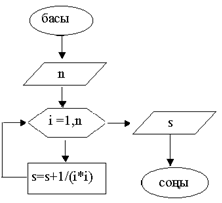 басы
n
i =1,n
s
s=s+1/(i*i)
соңы